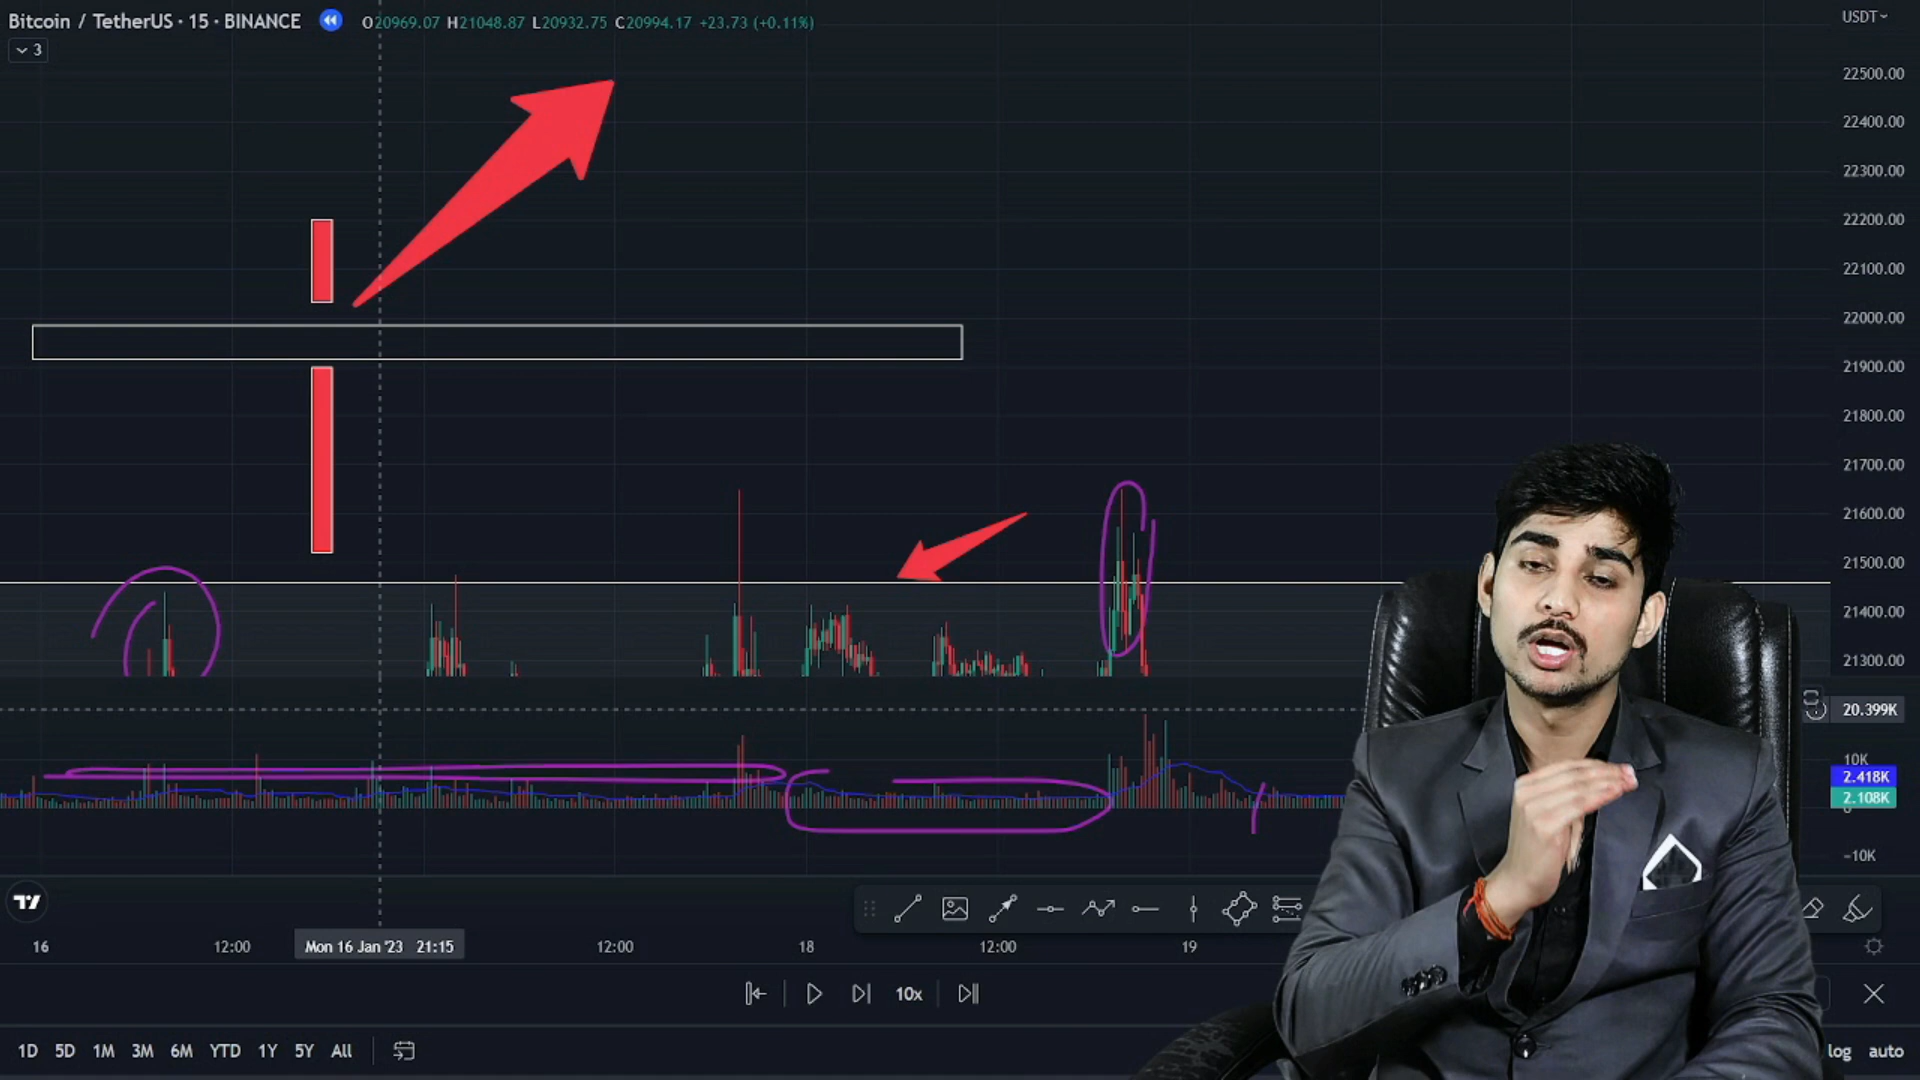 Bitcoin / TetherUS · 15 · BINANCE O20969.07 H21048.87 L20932.75 C20994.17 +23.73 (+0.11%)
USDT
3
22500.00
22400.00
22300.00
22200.00
22100.00
22000.00
21900.00
21800.00
21700.00
21600.00
21500.00
21400.00
21300.00
20.399K
10K
2.418K
2.108K
0
−10K
16 12:00 Mon 16 Jan '23 21:15 12:00 18 12:00 19
10x
1D 5D 1M 3M 6M YTD 1Y 5Y All log auto